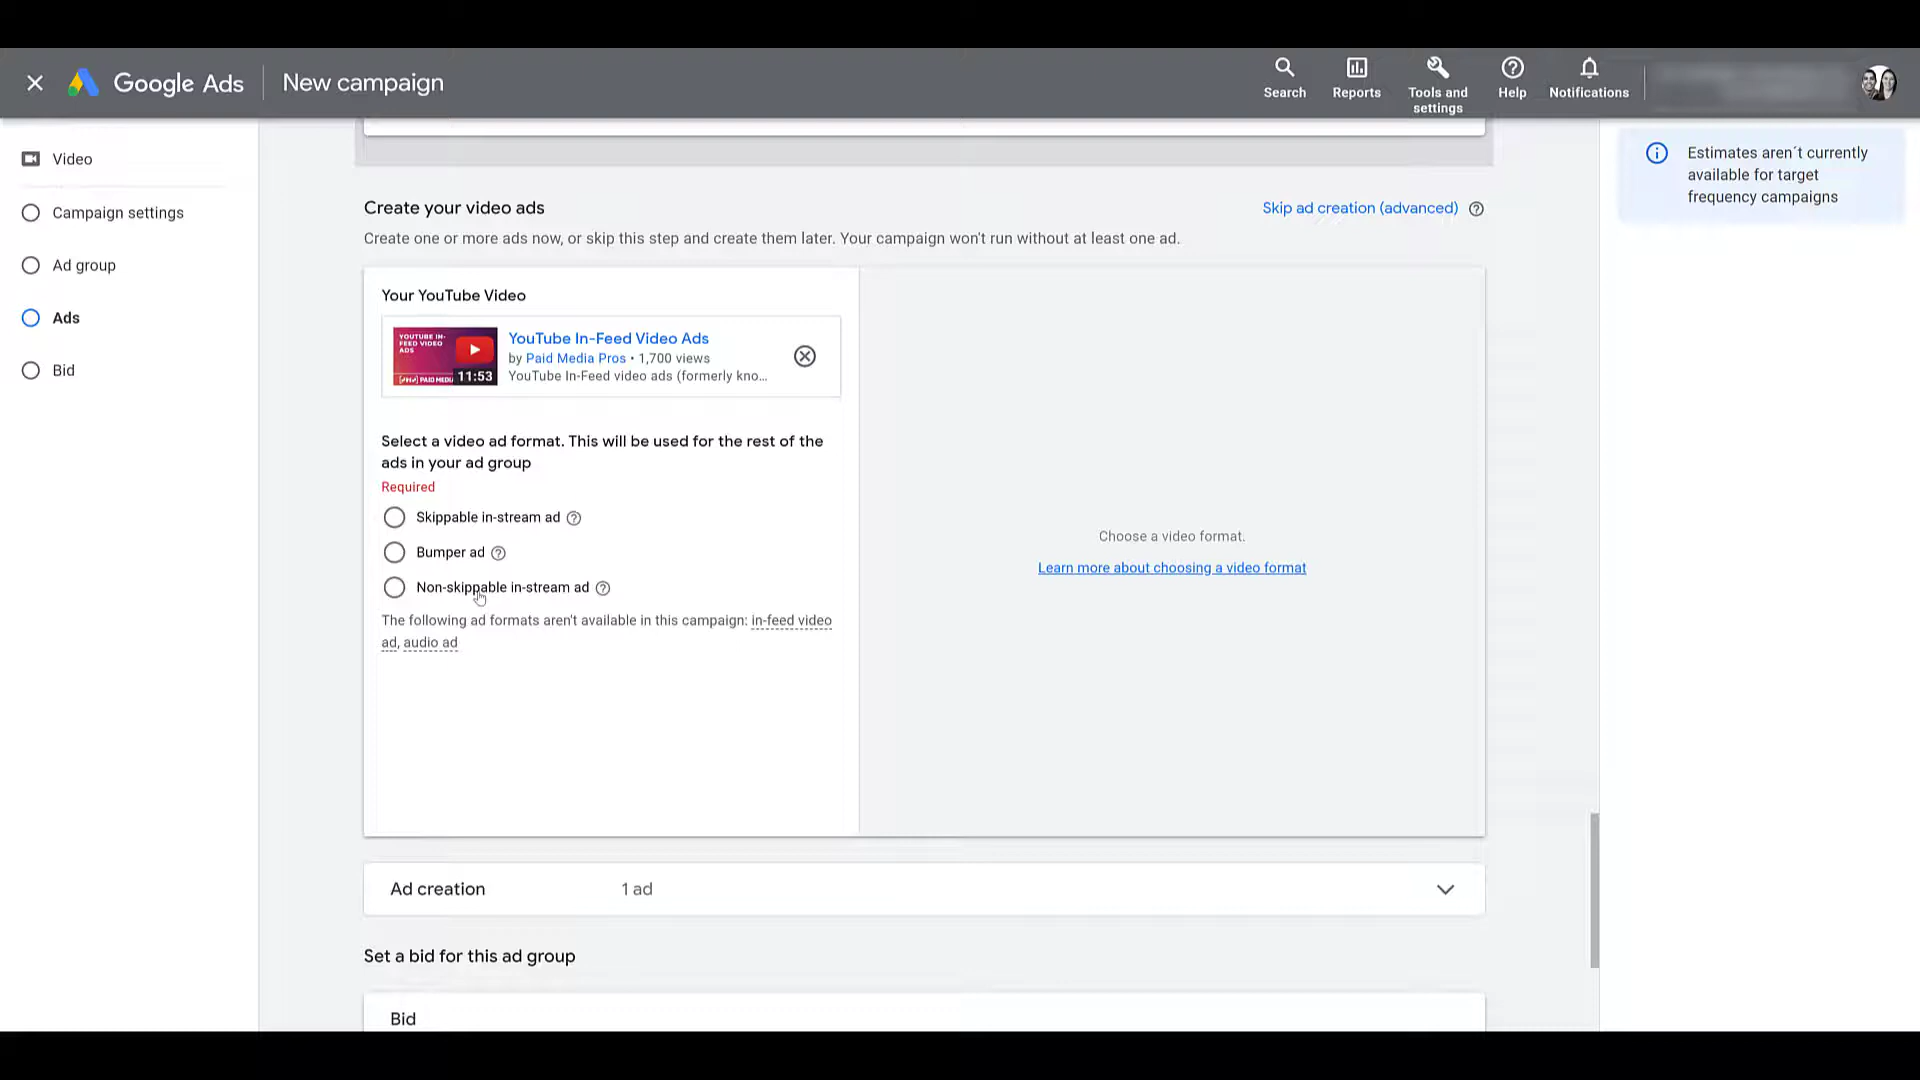 Google Ads
New campaign
Search
Reports
Tools and
settings
Help
Notifications
Video
Campaign settings
Ad group
Ads
Bid
Estimates aren´t currently
available for target
frequency campaigns
Create your video ads
Skip ad creation (advanced)
Create one or more ads now, or skip this step and create them later. Your campaign won't run without at least one ad.
Your YouTube Video
YOUTUBE IN-
FEED VIDEO
ADS
PAID MEDI
11:53
YouTube In-Feed Video Ads
by Paid Media Pros • 1,700 views
YouTube In-Feed video ads (formerly kno...
Select a video ad format. This will be used for the rest of the
ads in your ad group
Required
Skippable in-stream ad
Bumper ad
Non-skippable in-stream ad
The following ad formats aren't available in this campaign: in-feed video
ad, audio ad
Choose a video format.
Learn more about choosing a video format
Ad creation
1 ad
Set a bid for this ad group
Bid